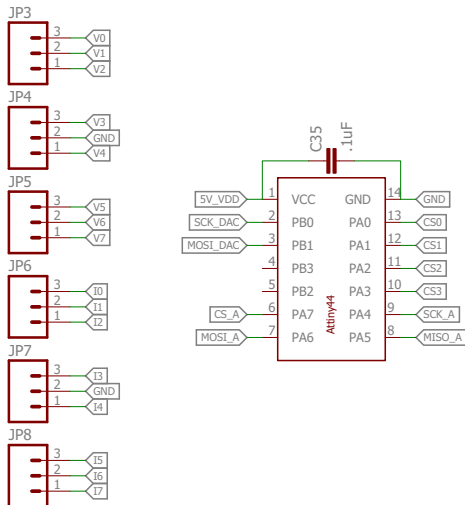 JP3
3 V0
2 V1
1 V2
JP4
3 V3
2 GND
1 V4
JP5
3 V5
2 V6
1 V7
JP6
3 I0
2 I1
1 I2
JP7
3 I3
2 GND
1 I4
JP8
3 I5
2 I6
1 I7
C35
.1uF
5V_VDD 1 VCC GND 14 GND
SCK_DAC 2 PB0 PA0 13 CS0
MOSI_DAC 3 PB1 PA1 12 CS1
4 PB3 PA2 11 CS2
5 PB2 PA3 10 CS3
CS_A 6 PA7 PA4 9 SCK_A
MOSI_A 7 PA6 PA5 8 MISO_A
Attiny44